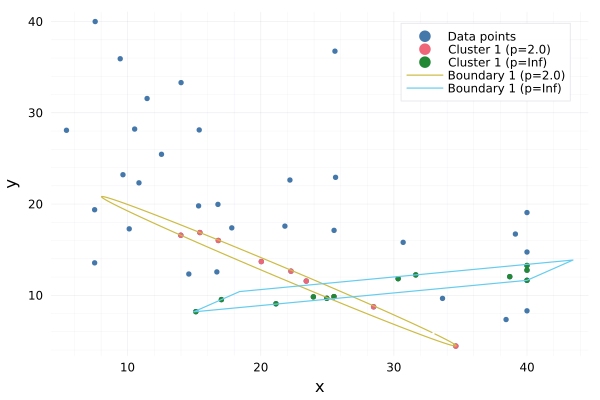 40
30
20
10
y
10
20
30
40
x
Data points
Cluster 1 (p=2.0)
Cluster 1 (p=Inf)
Boundary 1 (p=2.0)
Boundary 1 (p=Inf)